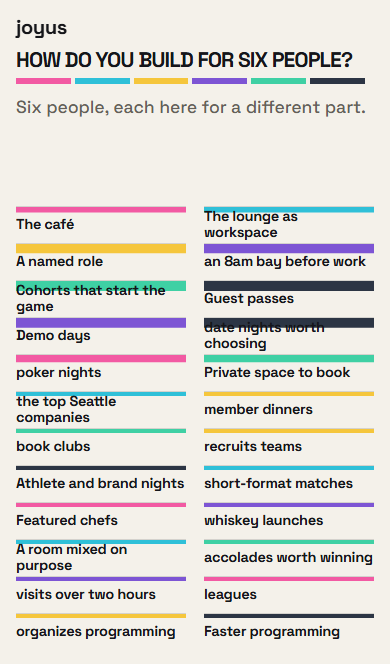 joyus
HOW DO YOU BUILD FOR SIX PEOPLE?
Six people, each here for a different part.
The café
The lounge as
workspace
A named role
an 8am bay before work
Cohorts that start the
game
Guest passes
Demo days
date nights worth
choosing
poker nights
Private space to book
the top Seattle
companies
member dinners
book clubs
recruits teams
Athlete and brand nights
short-format matches
Featured chefs
whiskey launches
A room mixed on
purpose
accolades worth winning
visits over two hours
leagues
organizes programming
Faster programming